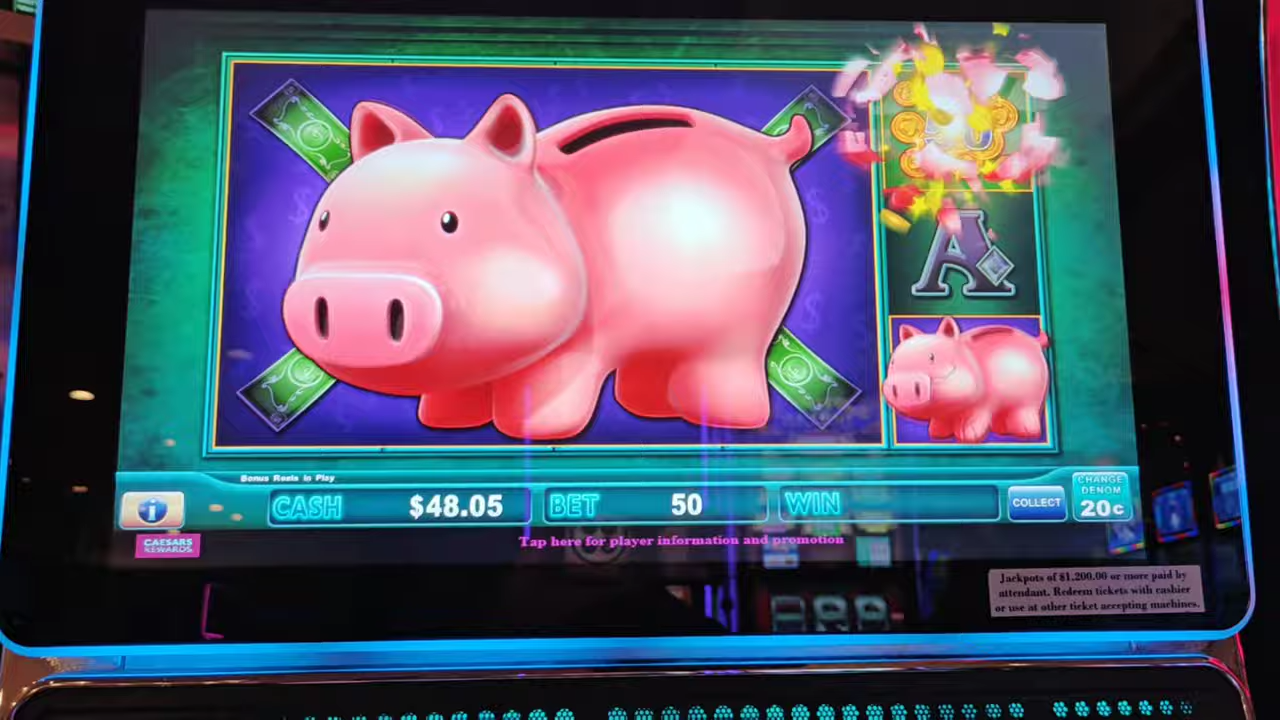 A
Bonus Reels in Play
CASH $48.05 BET 50 WIN COLLECT
CHANGE
DENOM
20c
CAESARS
REWARDS
Tap here for player information and promotion
Jackpots of $1,200.00 or more paid by
attendant. Redeem tickets with cashier
or use at other ticket accepting machines.